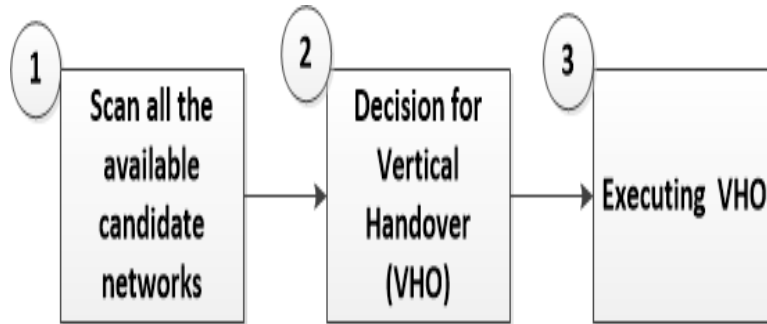 1
Scan all the
available
candidate
networks
2
Decision for
Vertical
Handover
(VHO)
3
Executing VHO